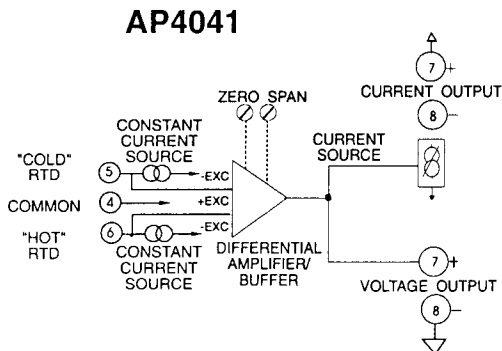 AP4041
7 +
CURRENT OUTPUT
8 −
ZERO SPAN
CONSTANT
CURRENT
SOURCE
CURRENT
SOURCE
"COLD"
RTD
5
-EXC
COMMON
4
+EXC
"HOT"
RTD
6
-EXC
CONSTANT
CURRENT
SOURCE
DIFFERENTIAL
AMPLIFIER/
BUFFER
7 +
VOLTAGE OUTPUT
8 −